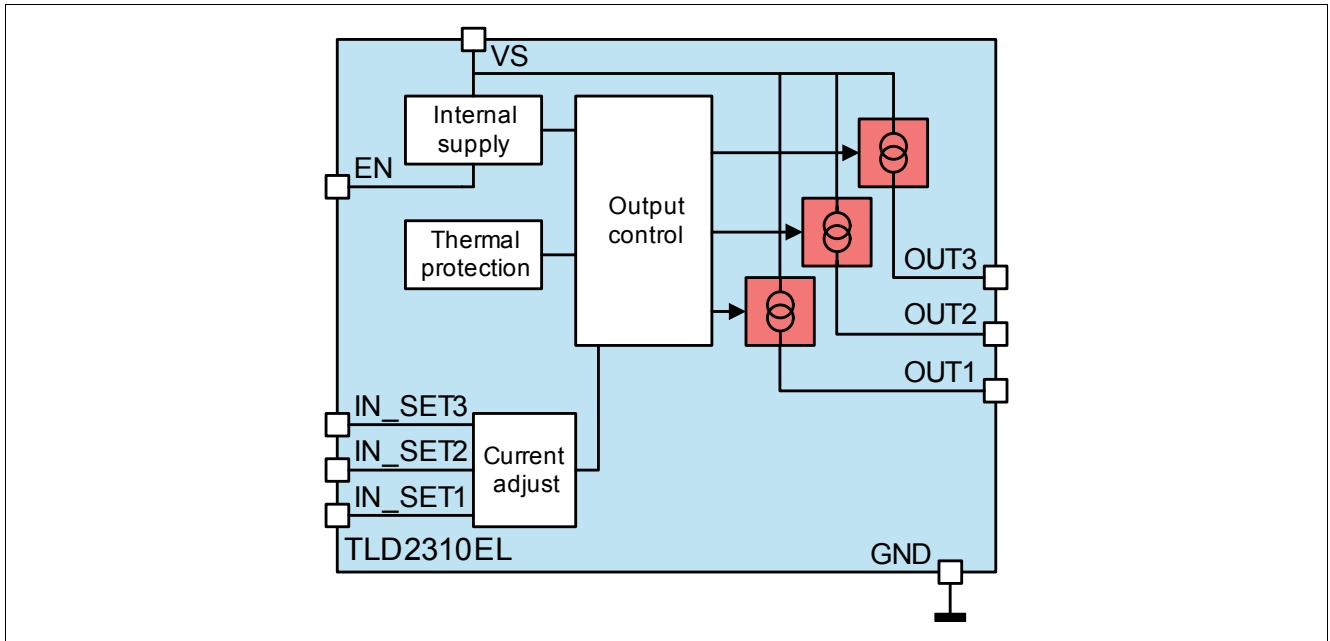 VS
Internal
supply
EN
Output
control
Thermal
protection
OUT3
OUT2
OUT1
IN_SET3
IN_SET2
IN_SET1
Current
adjust
TLD2310EL
GND